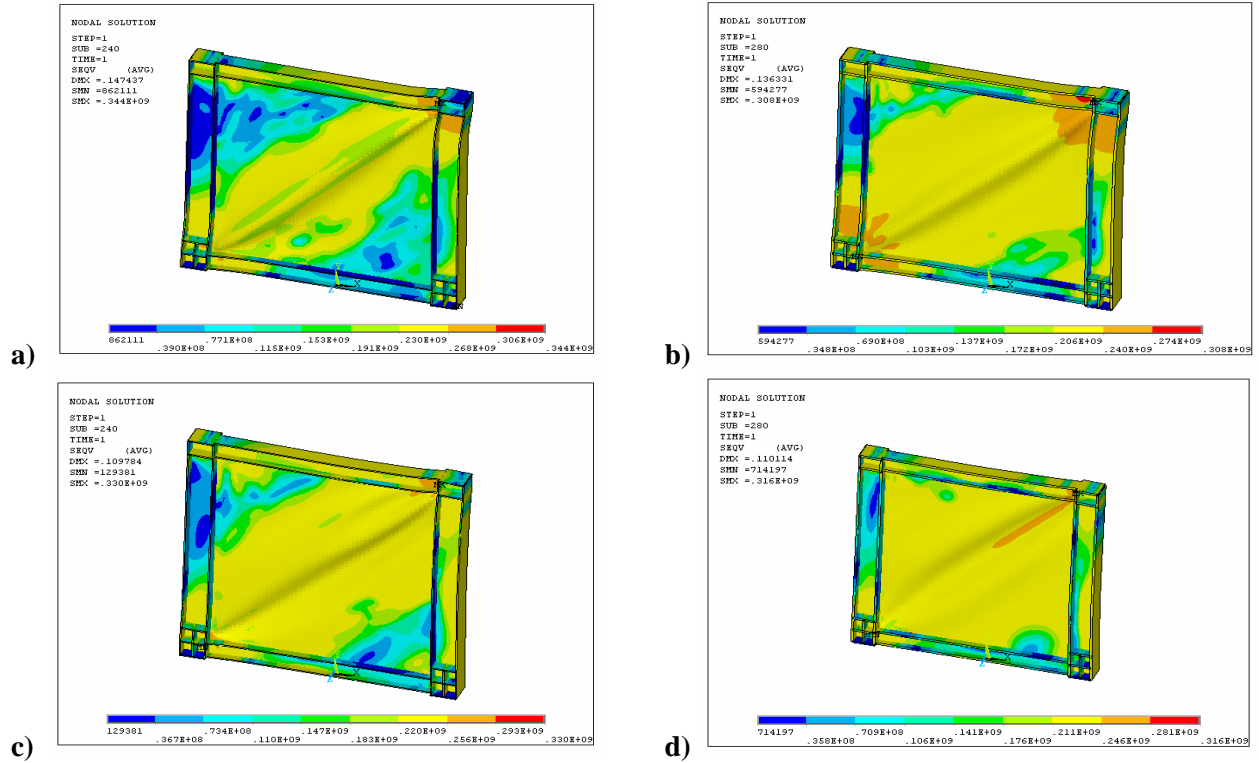 NODAL SOLUTION
STEP=1
SUB =240
TIME=1
SEQV (AVG)
DMX =.147437
SMN =862111
SMX =.344E+09
MX
Y
Z X
862111 .771E+08 .153E+09 .230E+09 .306E+09
.390E+08 .115E+09 .191E+09 .268E+09 .344E+09
a)
NODAL SOLUTION
STEP=1
SUB =280
TIME=1
SEQV (AVG)
DMX =.136331
SMN =594277
SMX =.308E+09
594277 .690E+08 .137E+09 .206E+09 .274E+09
.348E+08 .103E+09 .172E+09 .240E+09 .308E+09
b)
NODAL SOLUTION
STEP=1
SUB =240
TIME=1
SEQV (AVG)
DMX =.109784
SMN =129381
SMX =.330E+09
129381 .734E+08 .147E+09 .220E+09 .293E+09
.367E+08 .110E+09 .183E+09 .256E+09 .330E+09
c)
NODAL SOLUTION
STEP=1
SUB =280
TIME=1
SEQV (AVG)
DMX =.110114
SMN =714197
SMX =.316E+09
714197 .709E+08 .141E+09 .211E+09 .281E+09
.358E+08 .106E+09 .176E+09 .246E+09 .316E+09
d)